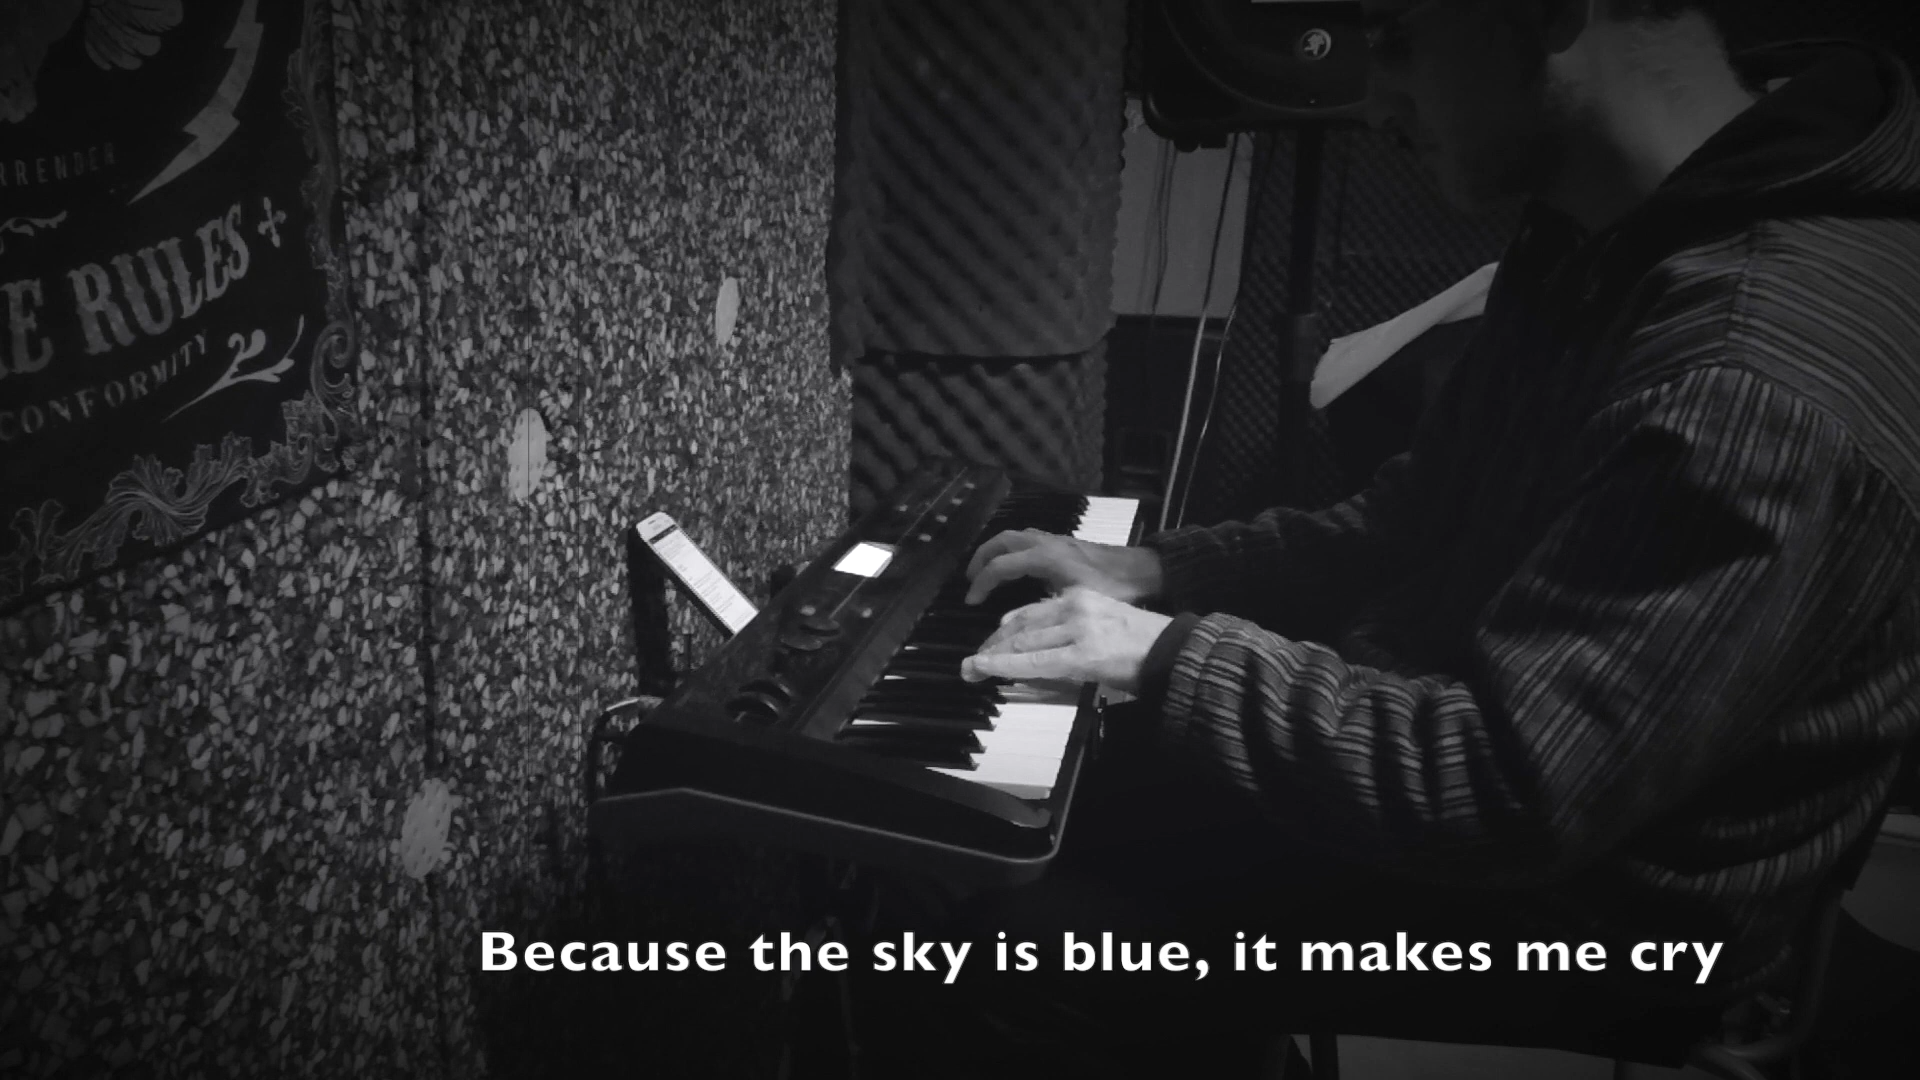 RRENDER
E RULES
CONFORMITY
Because the sky is blue, it makes me cry